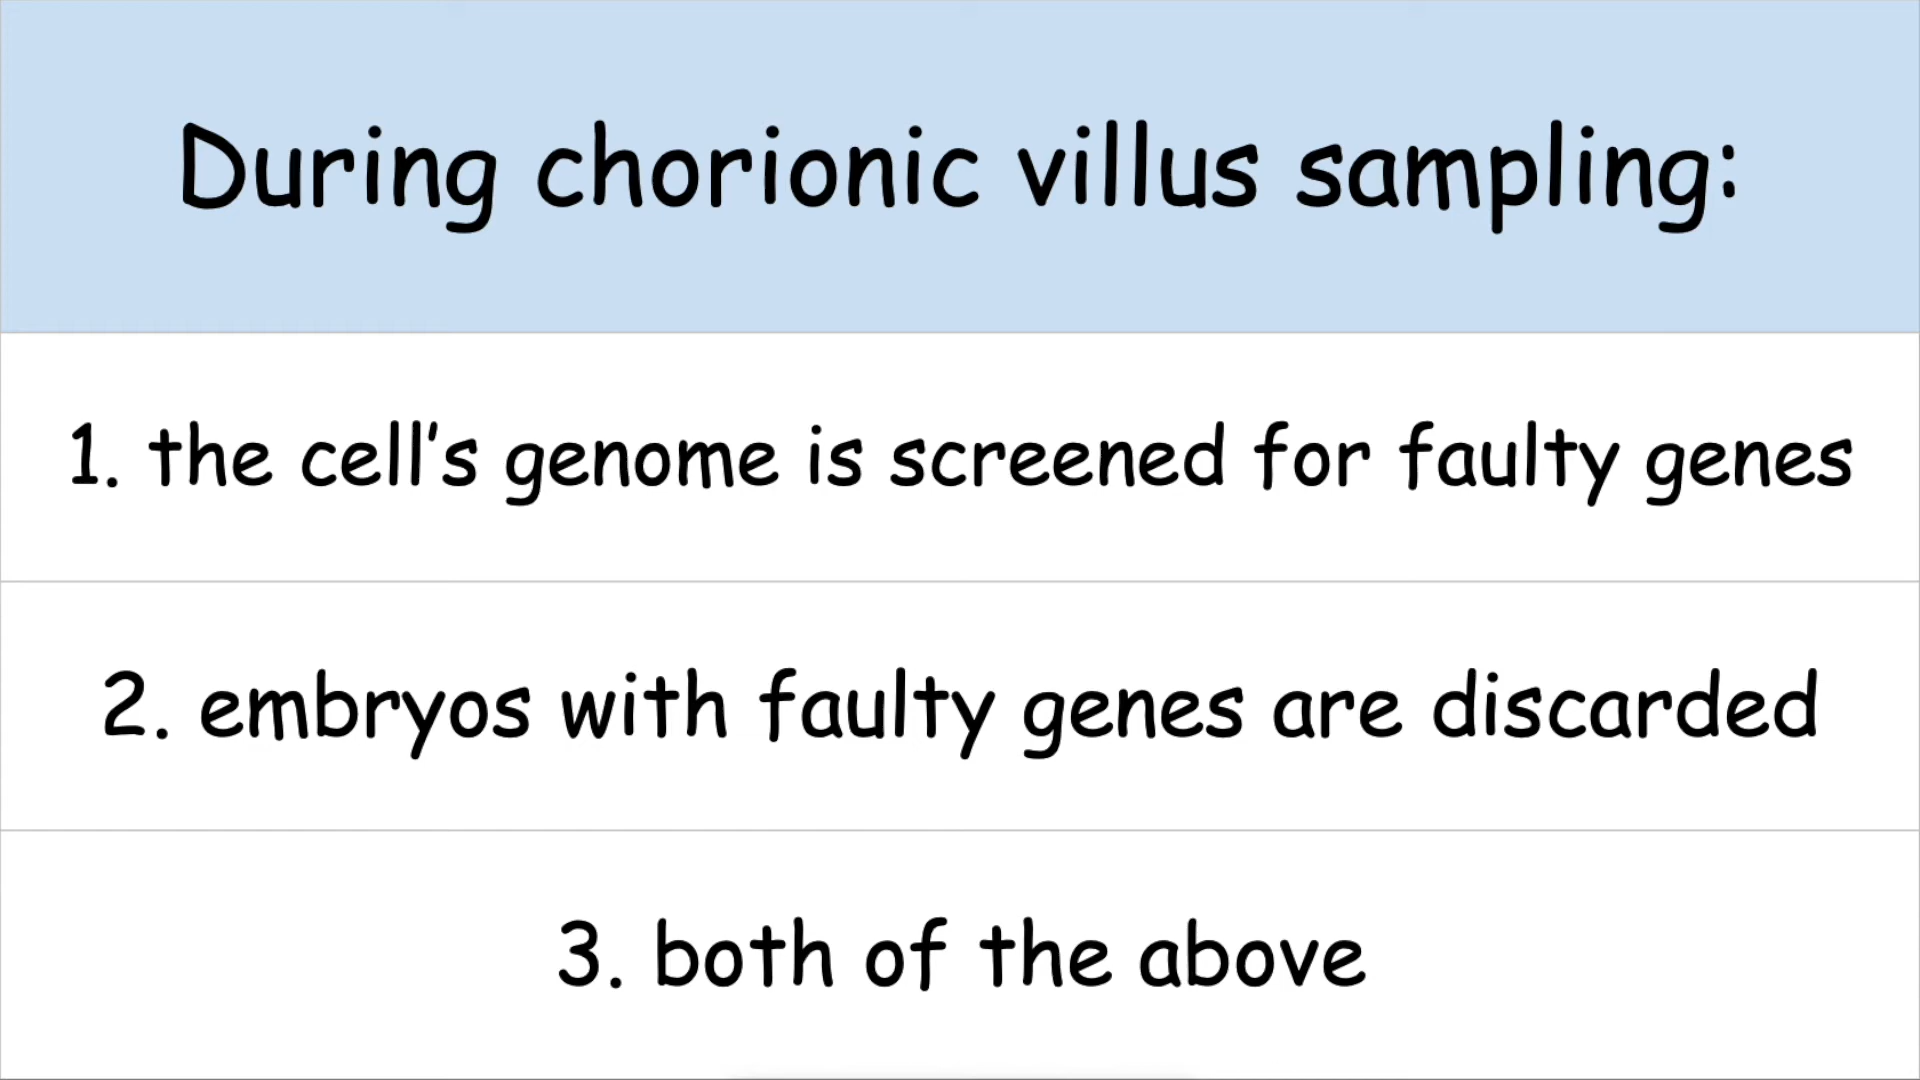 During chorionic villus sampling:
1. the cell's genome is screened for faulty genes
2. embryos with faulty genes are discarded
3. both of the above